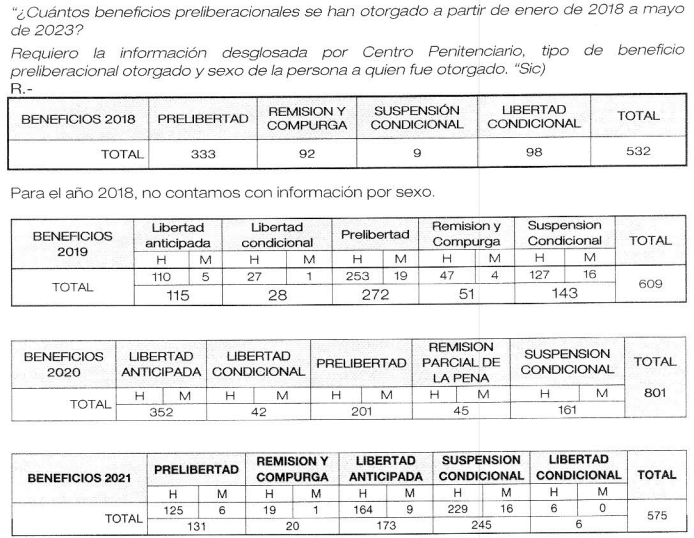 "¿Cuántos beneficios preliberacionales se han otorgado a partir de enero de 2018 a mayo
de 2023?
Requiero la información desglosada por Centro Penitenciario, tipo de beneficio
preliberacional otorgado y sexo de la persona a quien fue otorgado. "Sic)
R.-
BENEFICIOS 2018 PRELIBERTAD REMISION Y COMPURGA SUSPENSIÓN CONDICIONAL LIBERTAD CONDICIONAL TOTAL
TOTAL 333 92 9 98 532
Para el año 2018, no contamos con información por sexo.
BENEFICIOS 2019 Libertad anticipada Libertad condicional Prelibertad Remision y Compurga Suspension Condicional TOTAL
H M H M H M H M H M
TOTAL 110 5 27 1 253 19 47 4 127 16 609
115 28 272 51 143
BENEFICIOS 2020 LIBERTAD ANTICIPADA LIBERTAD CONDICIONAL PRELIBERTAD REMISION PARCIAL DE LA PENA SUSPENSION CONDICIONAL TOTAL
TOTAL H M H M H M H M H M 801
352 42 201 45 161
BENEFICIOS 2021 PRELIBERTAD REMISION Y COMPURGA LIBERTAD ANTICIPADA SUSPENSION CONDICIONAL LIBERTAD CONDICIONAL TOTAL
H M H M H M H M H M
TOTAL 125 6 19 1 164 9 229 16 6 0 575
131 20 173 245 6